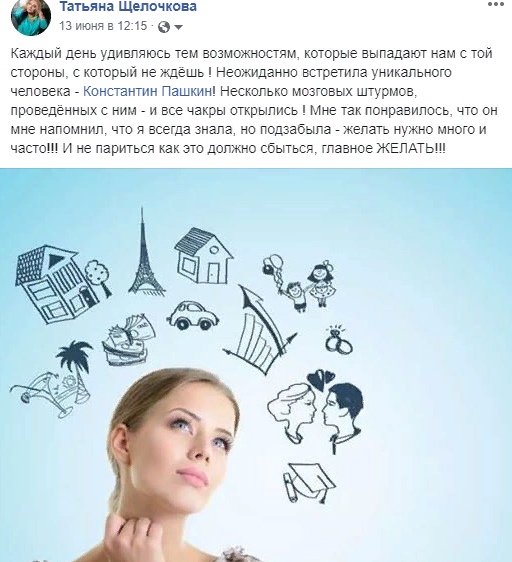 Татьяна Щелочкова
13 июня в 12:15 ·
Каждый день удивляюсь тем возможностям, которые выпадают нам с той
стороны, с который не ждёшь ! Неожиданно встретила уникального
человека - Константин Пашкин! Несколько мозговых штурмов,
проведённых с ним - и все чакры открылись ! Мне так понравилось, что он
мне напомнил, что я всегда знала, но подзабыла - желать нужно много и
часто!!! И не париться как это должно сбыться, главное ЖЕЛАТЬ!!!